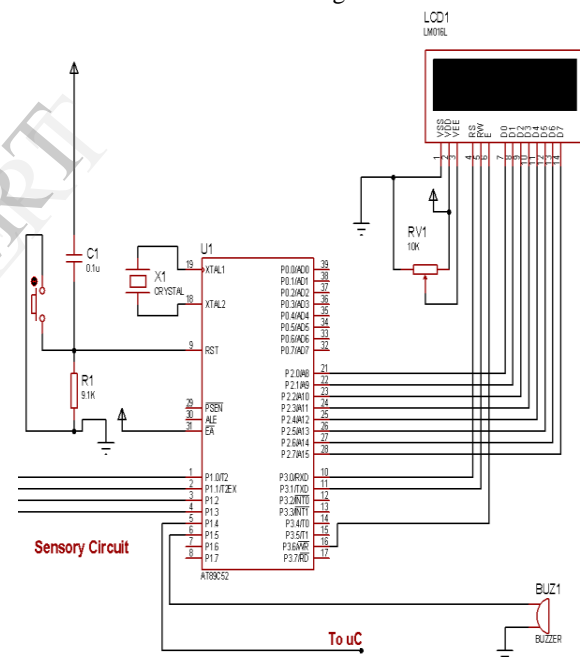 LCD1
LM016L
VSS
VDD
VEE
RS
RW
E
D0
D1
D2
D3
D4
D5
D6
D7
1
2
3
4
5
6
7
8
9
10
11
12
13
14
RV1
10K
C1
0.1u
R1
9.1K
X1
CRYSTAL
U1
19 XTAL1
18 XTAL2
9 RST
29 PSEN
30 ALE
31 EA
1 P1.0/T2
2 P1.1/T2EX
3 P1.2
4 P1.3
5 P1.4
6 P1.5
7 P1.6
8 P1.7
P0.0/AD0 39
P0.1/AD1 38
P0.2/AD2 37
P0.3/AD3 36
P0.4/AD4 35
P0.5/AD5 34
P0.6/AD6 33
P0.7/AD7 32
P2.0/A8 21
P2.1/A9 22
P2.2/A10 23
P2.3/A11 24
P2.4/A12 25
P2.5/A13 26
P2.6/A14 27
P2.7/A15 28
P3.0/RXD 10
P3.1/TXD 11
P3.2/INT0 12
P3.3/INT1 13
P3.4/T0 14
P3.5/T1 15
P3.6/WR 16
P3.7/RD 17
AT89C52
Sensory Circuit
To uC
BUZ1
BUZZER
ERT